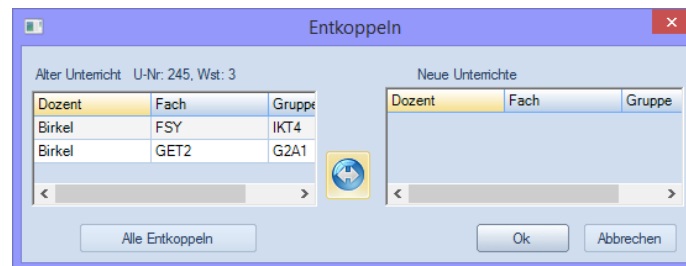 Entkoppeln
Alter Unterricht U-Nr: 245, Wst: 3
Neue Unterrichte
Dozent Fach Gruppe
Birkel FSY IKT4
Birkel GET2 G2A1
Dozent Fach Gruppe
Alle Entkoppeln
Ok
Abbrechen